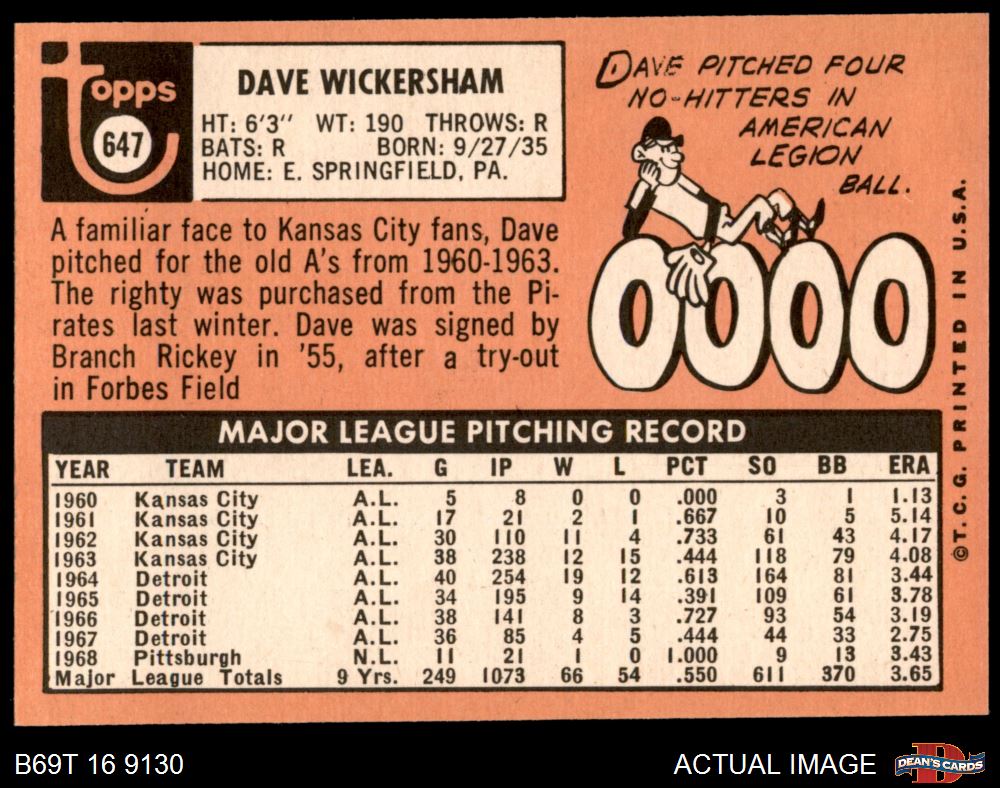 topps
647
DAVE WICKERSHAM
HT: 6'3" WT: 190 THROWS: R
BATS: R BORN: 9/27/35
HOME: E. SPRINGFIELD, PA.
A familiar face to Kansas City fans, Dave
pitched for the old A's from 1960-1963.
The righty was purchased from the Pi-
rates last winter. Dave was signed by
Branch Rickey in '55, after a try-out
in Forbes Field
DAVE PITCHED FOUR
NO-HITTERS IN
AMERICAN
LEGION
BALL.
0000
©T.C.G. PRINTED IN U.S.A.
MAJOR LEAGUE PITCHING RECORD
YEAR TEAM LEA. G IP W L PCT SO BB ERA
1960 Kansas City A.L. 5 8 0 0 .000 3 1 1.13
1961 Kansas City A.L. 17 21 2 1 .667 10 5 5.14
1962 Kansas City A.L. 30 110 11 4 .733 61 43 4.17
1963 Kansas City A.L. 38 238 12 15 .444 118 79 4.08
1964 Detroit A.L. 40 254 19 12 .613 164 81 3.44
1965 Detroit A.L. 34 195 9 14 .391 109 61 3.78
1966 Detroit A.L. 38 141 8 3 .727 93 54 3.19
1967 Detroit A.L. 36 85 4 5 .444 44 33 2.75
1968 Pittsburgh N.L. 11 21 1 0 1.000 9 13 3.43
Major League Totals 9 Yrs. 249 1073 66 54 .550 611 370 3.65
B69T 16 9130
ACTUAL IMAGE
DEAN'S CARDS